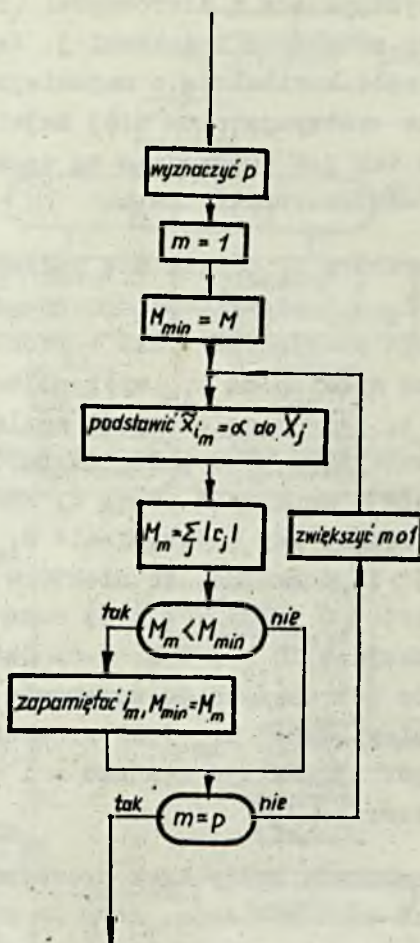 wyznaczyć p
m = 1
M_min = M
podstawić x̃_i_m = α do X_j
M_m = Σ_j |c_j|
zwiększyć m o 1
tak
M_m < M_min
nie
zapamiętać i_m, M_min = M_m
tak
m = p
nie